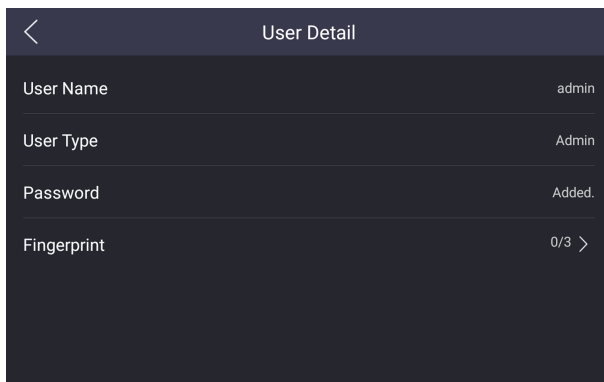 User Detail
User Name admin
User Type Admin
Password Added.
Fingerprint 0/3